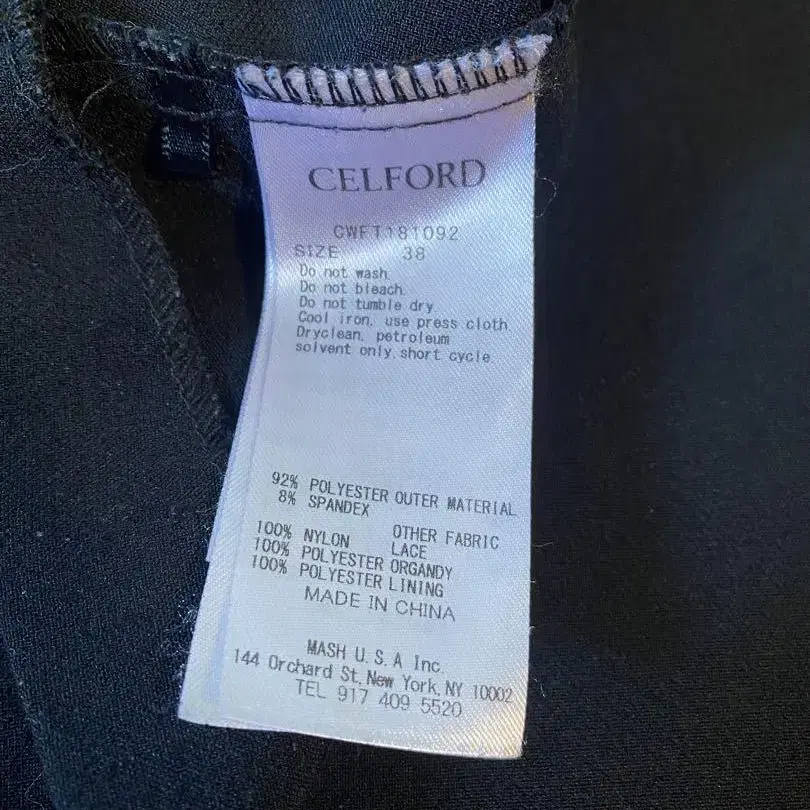 CELFORD
CWFT181092
SIZE 38
Do not wash.
Do not bleach.
Do not tumble dry.
Cool iron, use press cloth
Dryclean, petroleum
solvent only, short cycle
92% POLYESTER OUTER MATERIAL
8% SPANDEX
100% NYLON OTHER FABRIC
100% POLYESTER LACE
100% POLYESTER ORGANDY
LINING
MADE IN CHINA
MASH U.S.A Inc.
144 Orchard St, New York, NY 10002
TEL 917 409 5520